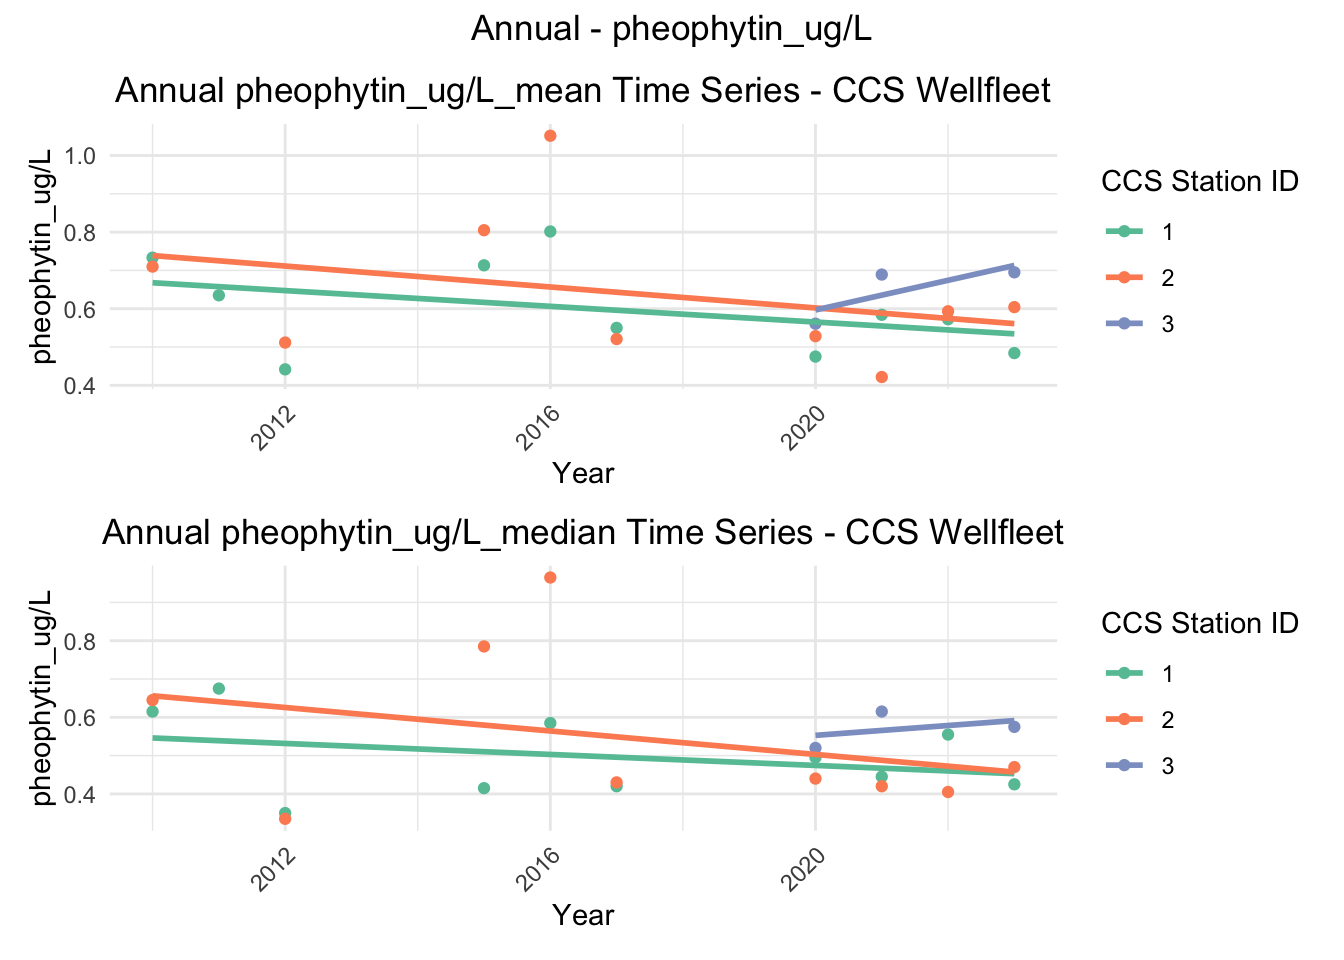 Annual - pheophytin_ug/L
Annual pheophytin_ug/L_mean Time Series - CCS Wellfleet
pheophytin_ug/L
1.0
0.8
0.6
0.4
2012
2016
2020
Year
CCS Station ID
1
2
3
Annual pheophytin_ug/L_median Time Series - CCS Wellfleet
pheophytin_ug/L
0.8
0.6
0.4
2012
2016
2020
Year
CCS Station ID
1
2
3